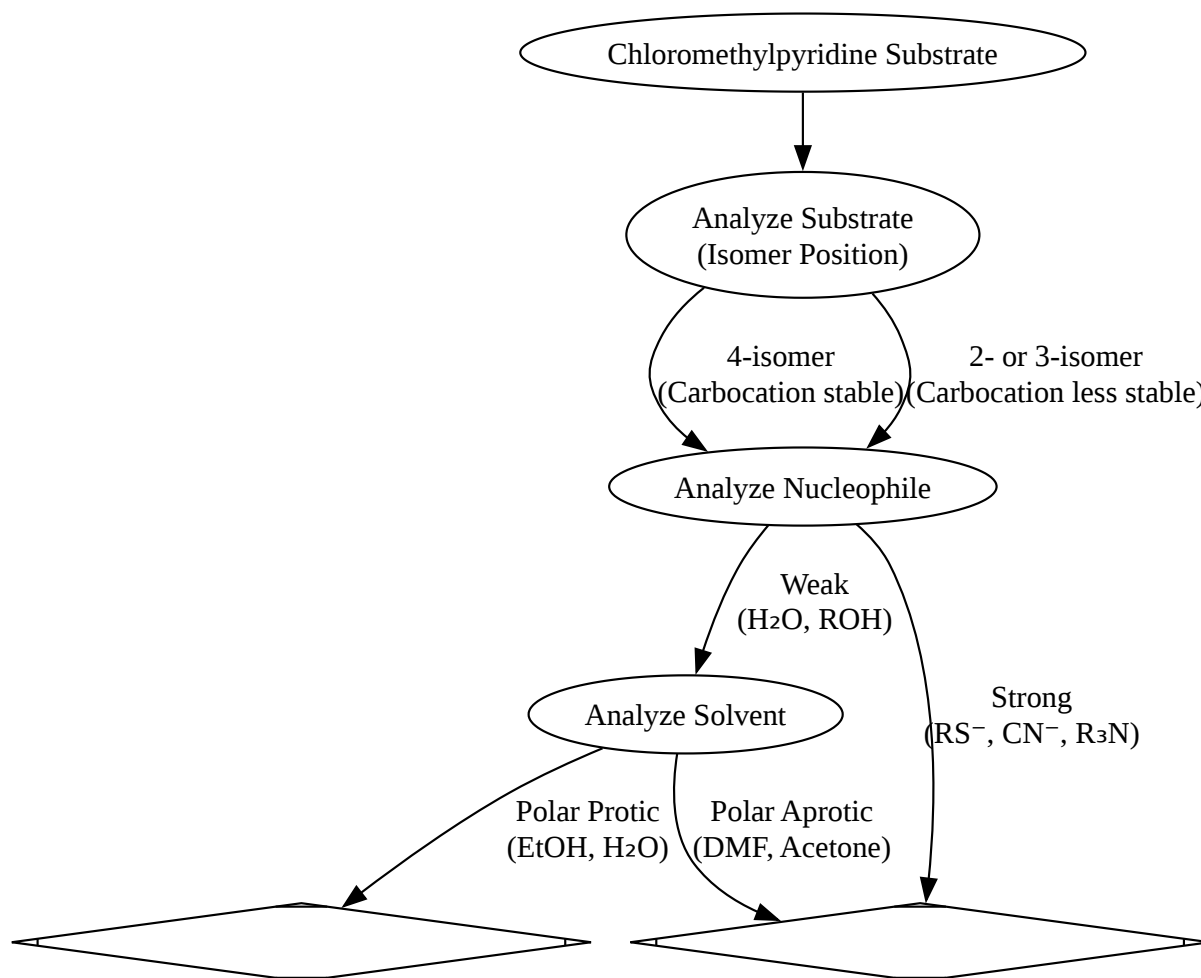 Chloromethylpyridine Substrate
Analyze Substrate
(Isomer Position)
4-isomer
(Carbocation stable)
2- or 3-isomer
(Carbocation less stable)
Analyze Nucleophile
Weak
(H₂O, ROH)
Analyze Solvent
Strong
(RS⁻, CN⁻, R₃N)
Polar Protic
(EtOH, H₂O)
Polar Aprotic
(DMF, Acetone)